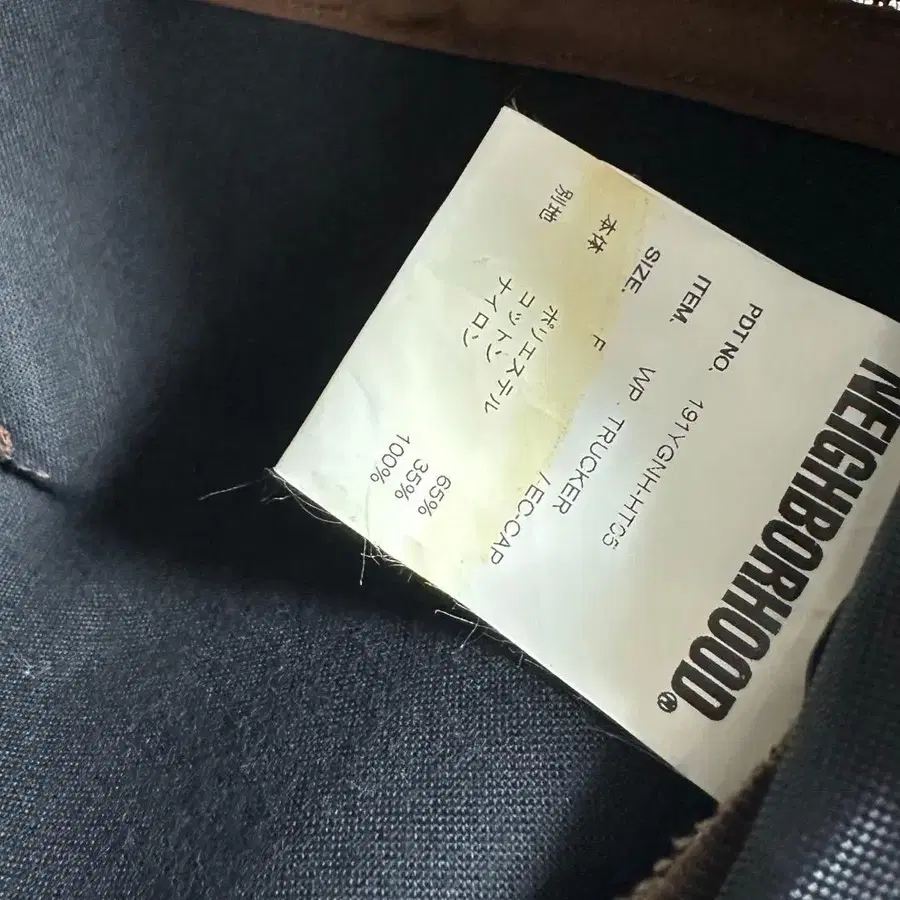 NEIGHBORHOOD®
PDT NO. 191YGNH-HT05
ITEM. WP . TRUCKER / EC-CAP
SIZE. F
本体 ポリエステル 65%
コットン 35%
別地 ナイロン 100%